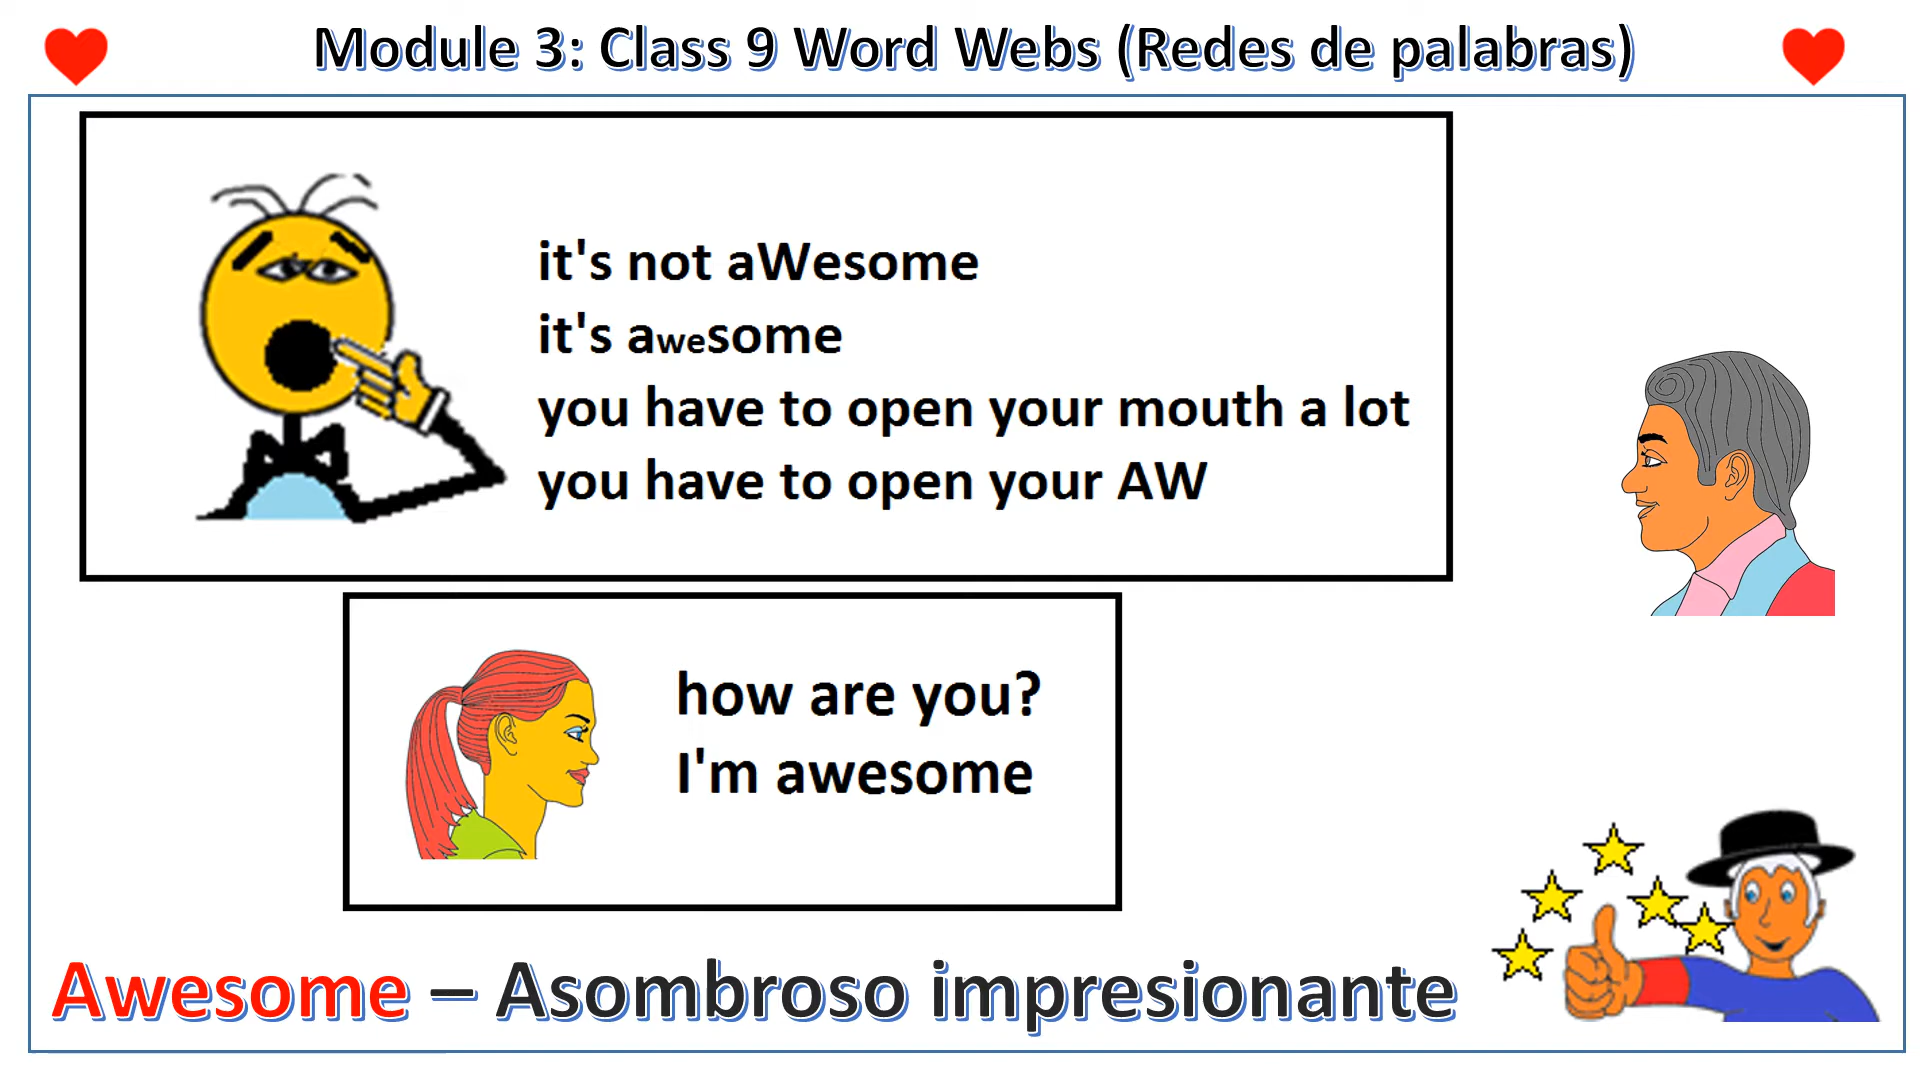 Module 3: Class 9 Word Webs (Redes de palabras)
it's not aWesome
it's awesome
you have to open your mouth a lot
you have to open your AW
how are you?
I'm awesome
Awesome – Asombroso impresionante